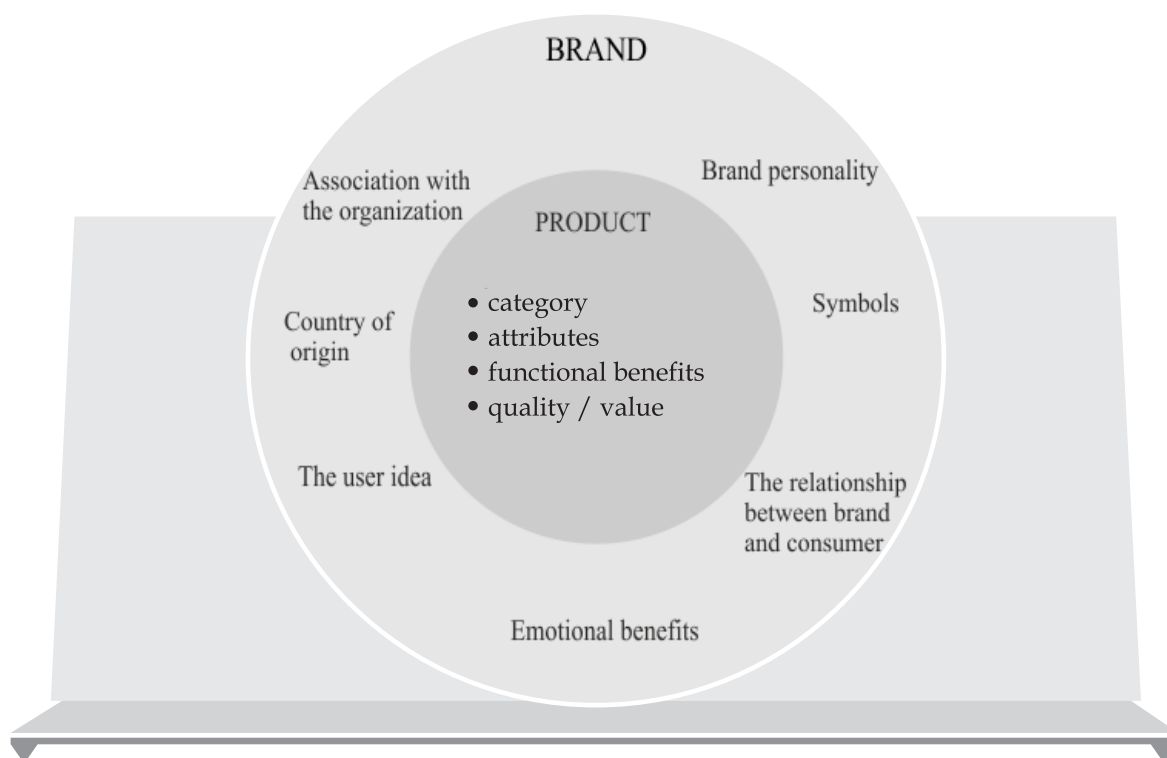 BRAND
Association with
the organization
Brand personality
PRODUCT
• category
• attributes
• functional benefits
• quality / value
Country of
origin
Symbols
The user idea
The relationship
between brand
and consumer
Emotional benefits